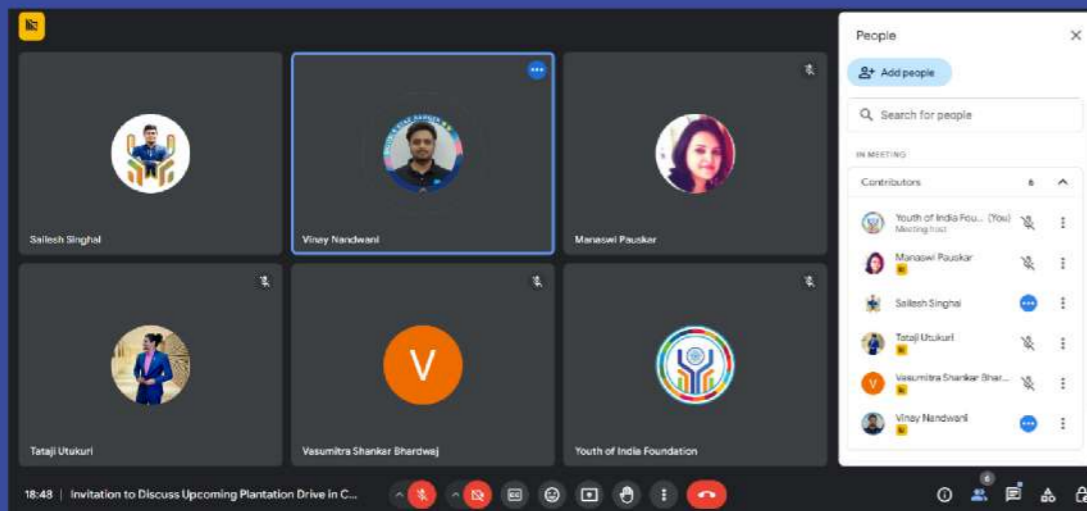 People
Add people
Search for people
IN MEETING
Contributors
6
Youth of India Fou... (You)
Meeting host
Manaswi Pauskar
Sailesh Singhal
Tataji Utukuri
V
Vasumitra Shankar Bhar...
Vinay Nandwani
Sailesh Singhal
Vinay Nandwani
Manaswi Pauskar
V
Tataji Utukuri
Vasumitra Shankar Bhardwaj
Youth of India Foundation
18:48 | Invitation to Discuss Upcoming Plantation Drive in C...
6